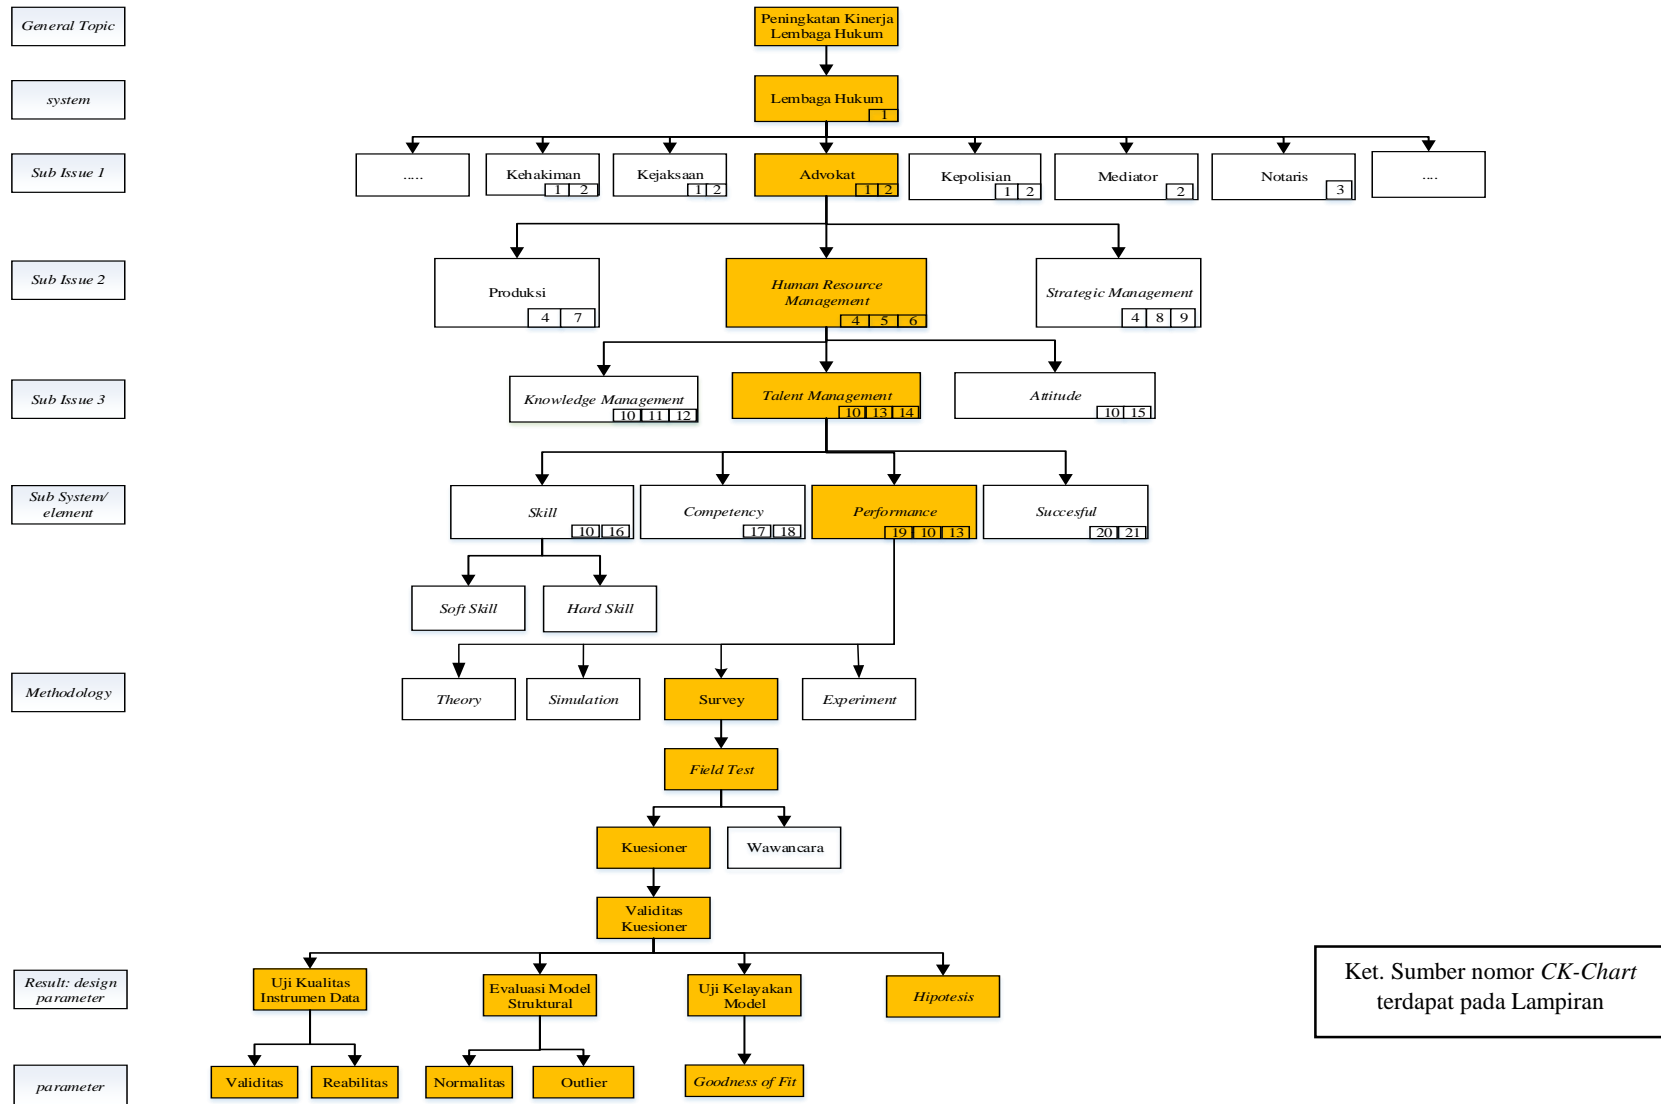 General Topic
Peningkatan Kinerja
Lembaga Hukum
system
Lembaga Hukum
1
Sub Issue 1
.....
Kehakiman
1 2
Kejaksaan
1 2
Advokat
1 2
Kepolisian
1 2
Mediator
2
Notaris
3
....
Sub Issue 2
Produksi
4 7
Human Resource
Management
4 5 6
Strategic Management
4 8 9
Sub Issue 3
Knowledge Management
10 11 12
Talent Management
10 13 14
Attitude
10 15
Sub System/
element
Skill
10 16
Competency
17 18
Performance
19 10 13
Succesful
20 21
Soft Skill
Hard Skill
Methodology
Theory
Simulation
Survey
Experiment
Field Test
Kuesioner
Wawancara
Validitas
Kuesioner
Result: design
parameter
Uji Kualitas
Instrumen Data
Evaluasi Model
Struktural
Uji Kelayakan
Model
Hipotesis
Ket. Sumber nomor CK-Chart
terdapat pada Lampiran
parameter
Validitas
Reabilitas
Normalitas
Outlier
Goodness of Fit